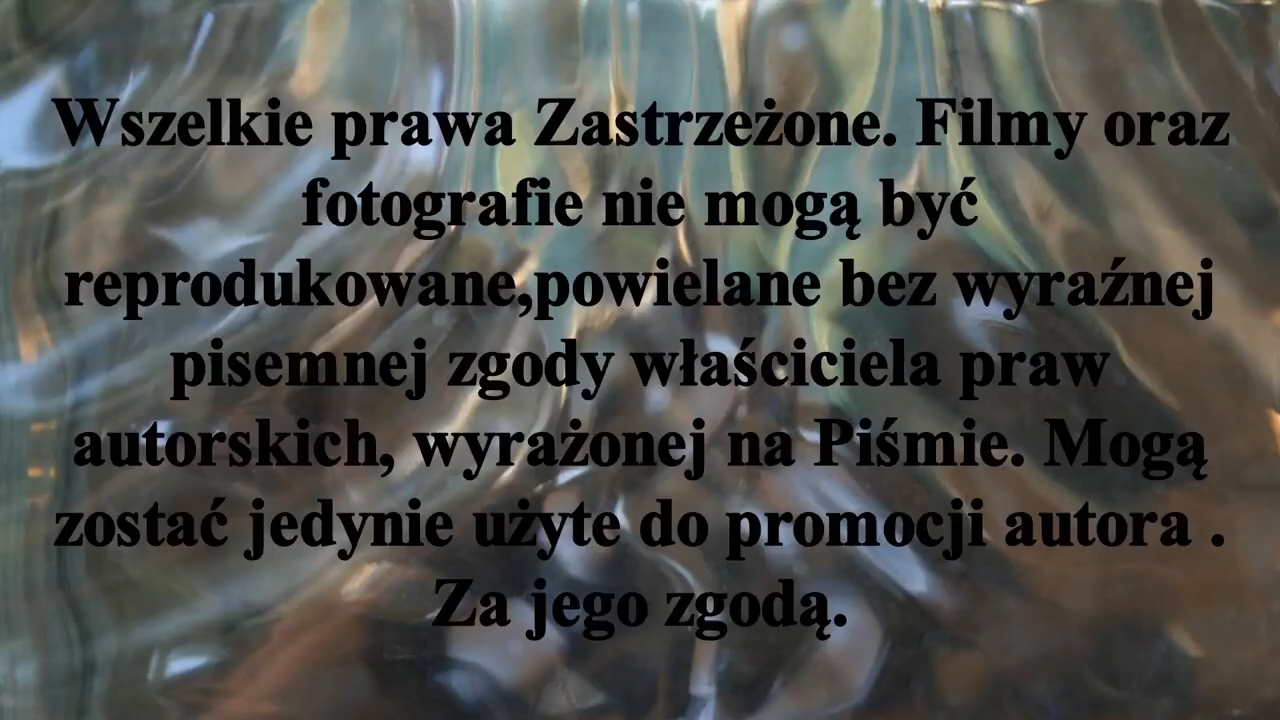 Wszelkie prawa Zastrzeżone. Filmy oraz
fotografie nie mogą być
reprodukowane,powielane bez wyraźnej
pisemnej zgody właściciela praw
autorskich, wyrażonej na Piśmie. Mogą
zostać jedynie użyte do promocji autora .
Za jego zgodą.